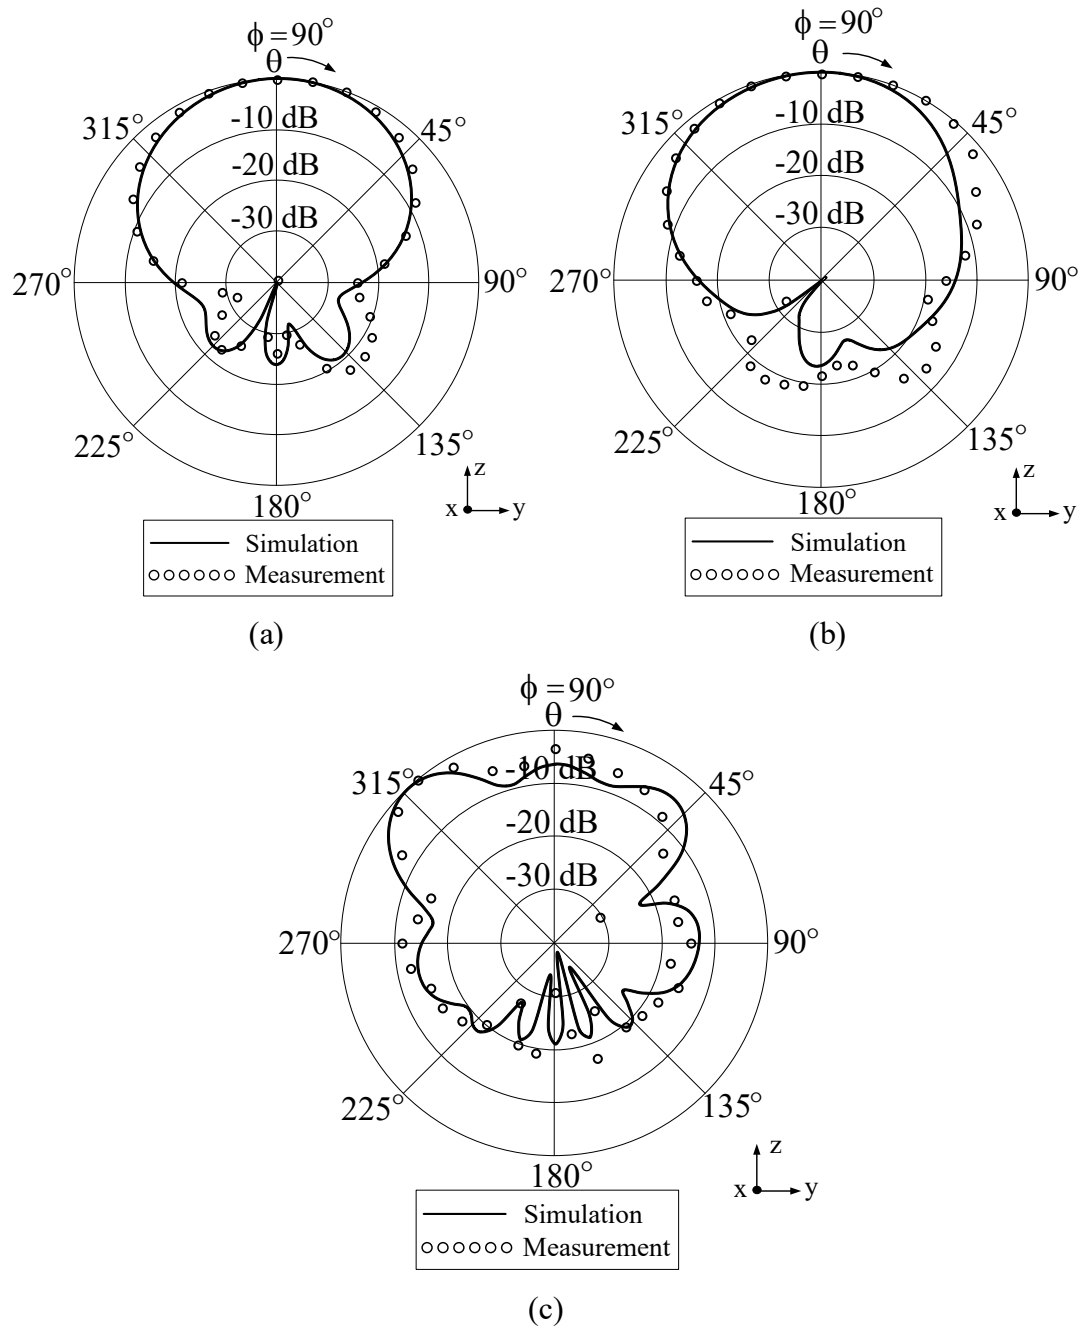 ϕ = 90°
θ
-10 dB
315°
45°
-20 dB
-30 dB
270°
90°
225°
135°
180°
z
x
y
Simulation
Measurement
(a)
ϕ = 90°
θ
-10 dB
315°
45°
-20 dB
-30 dB
270°
90°
225°
135°
180°
z
x
y
Simulation
Measurement
(b)
ϕ = 90°
θ
-10 dB
315°
45°
-20 dB
-30 dB
270°
90°
225°
135°
180°
z
x
y
Simulation
Measurement
(c)